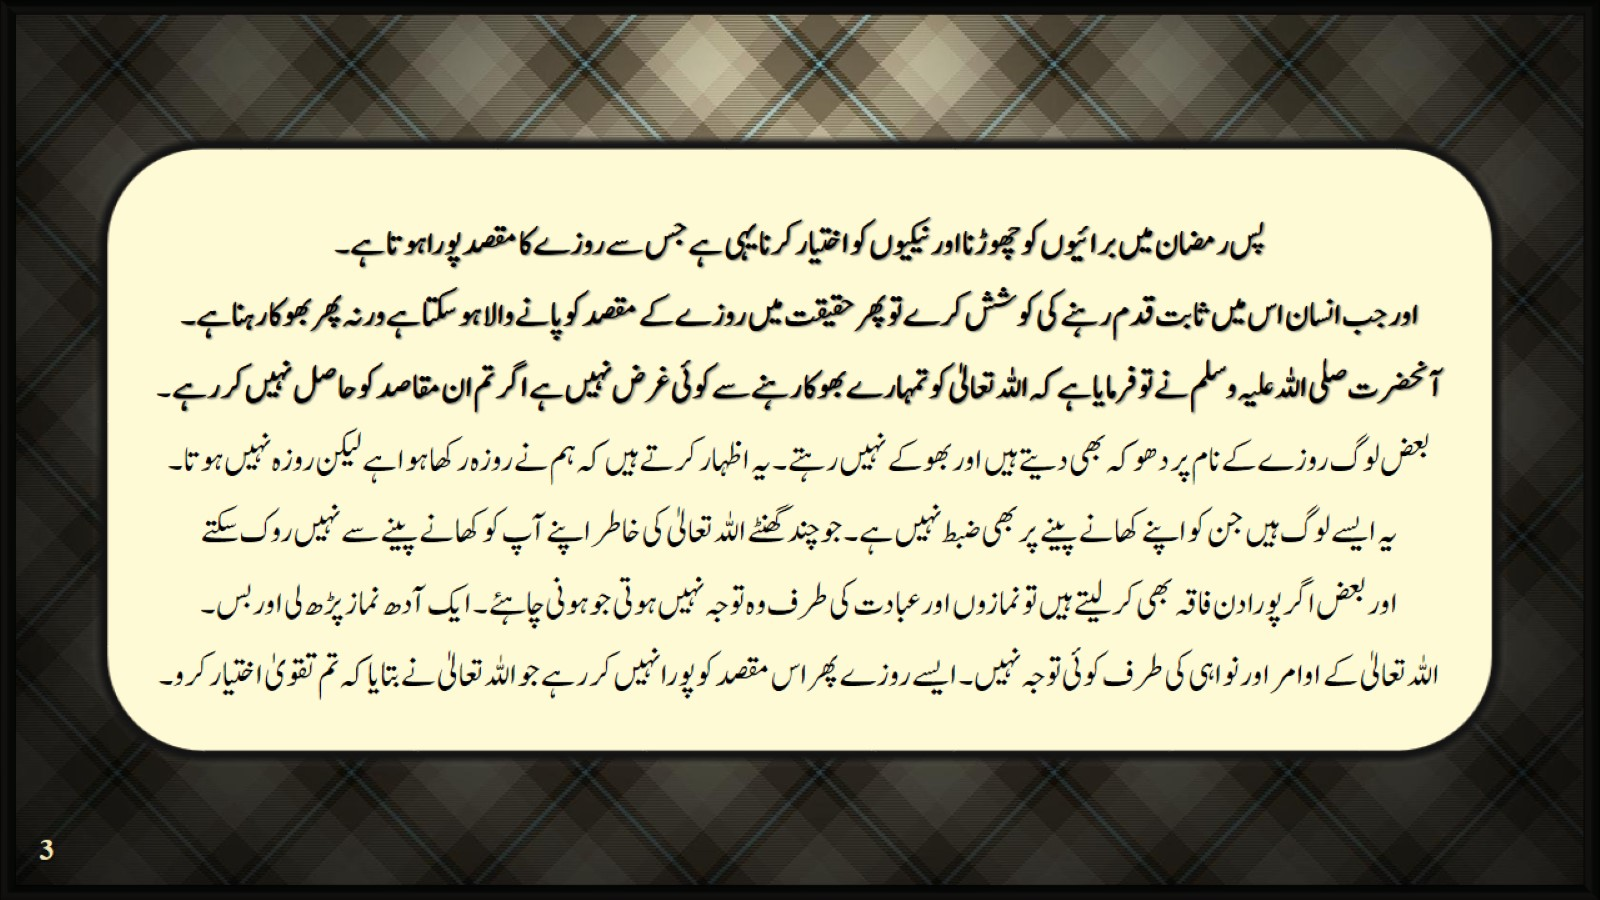 پس رمضان میں برائیوں کو چھوڑنا اور نیکیوں کو اختیار کرنا یہی ہے جس سے روزے کا مقصد پورا ہوتا ہے۔
اور جب انسان اس میں ثابت قدم رہنے کی کوشش کرے تو پھر حقیقت میں روزے کے مقصد کو پانے والا ہو سکتا ہے ورنہ پھر بھوکا رہنا ہے۔
آنحضرت صلی اللہ علیہ وسلم نے تو فرمایا ہے کہ اللہ تعالیٰ کو تمہارے بھوکا رہنے سے کوئی غرض نہیں ہے اگر تم ان مقاصد کو حاصل نہیں کر رہے۔
بعض لوگ روزے کے نام پر دھوکہ بھی دیتے ہیں اور بھوکے نہیں رہتے۔ یہ اظہار کرتے ہیں کہ ہم نے روزہ رکھا ہوا ہے لیکن روزہ نہیں ہوتا۔
یہ ایسے لوگ ہیں جن کو اپنے کھانے پینے پر بھی ضبط نہیں ہے۔ جو چند گھنٹے اللہ تعالیٰ کی خاطر اپنے آپ کو کھانے پینے سے نہیں روک سکتے
اور بعض اگر پورا دن فاقہ بھی کر لیتے ہیں تو نمازوں اور عبادت کی طرف وہ توجہ نہیں ہوتی جو ہونی چاہئے۔ ایک آدھ نماز پڑھ لی اور بس۔
اللہ تعالیٰ کے اوامر اور نواہی کی طرف کوئی توجہ نہیں۔ ایسے روزے پھر اس مقصد کو پورا نہیں کر رہے جو اللہ تعالیٰ نے بتایا کہ تم تقویٰ اختیار کرو۔
3